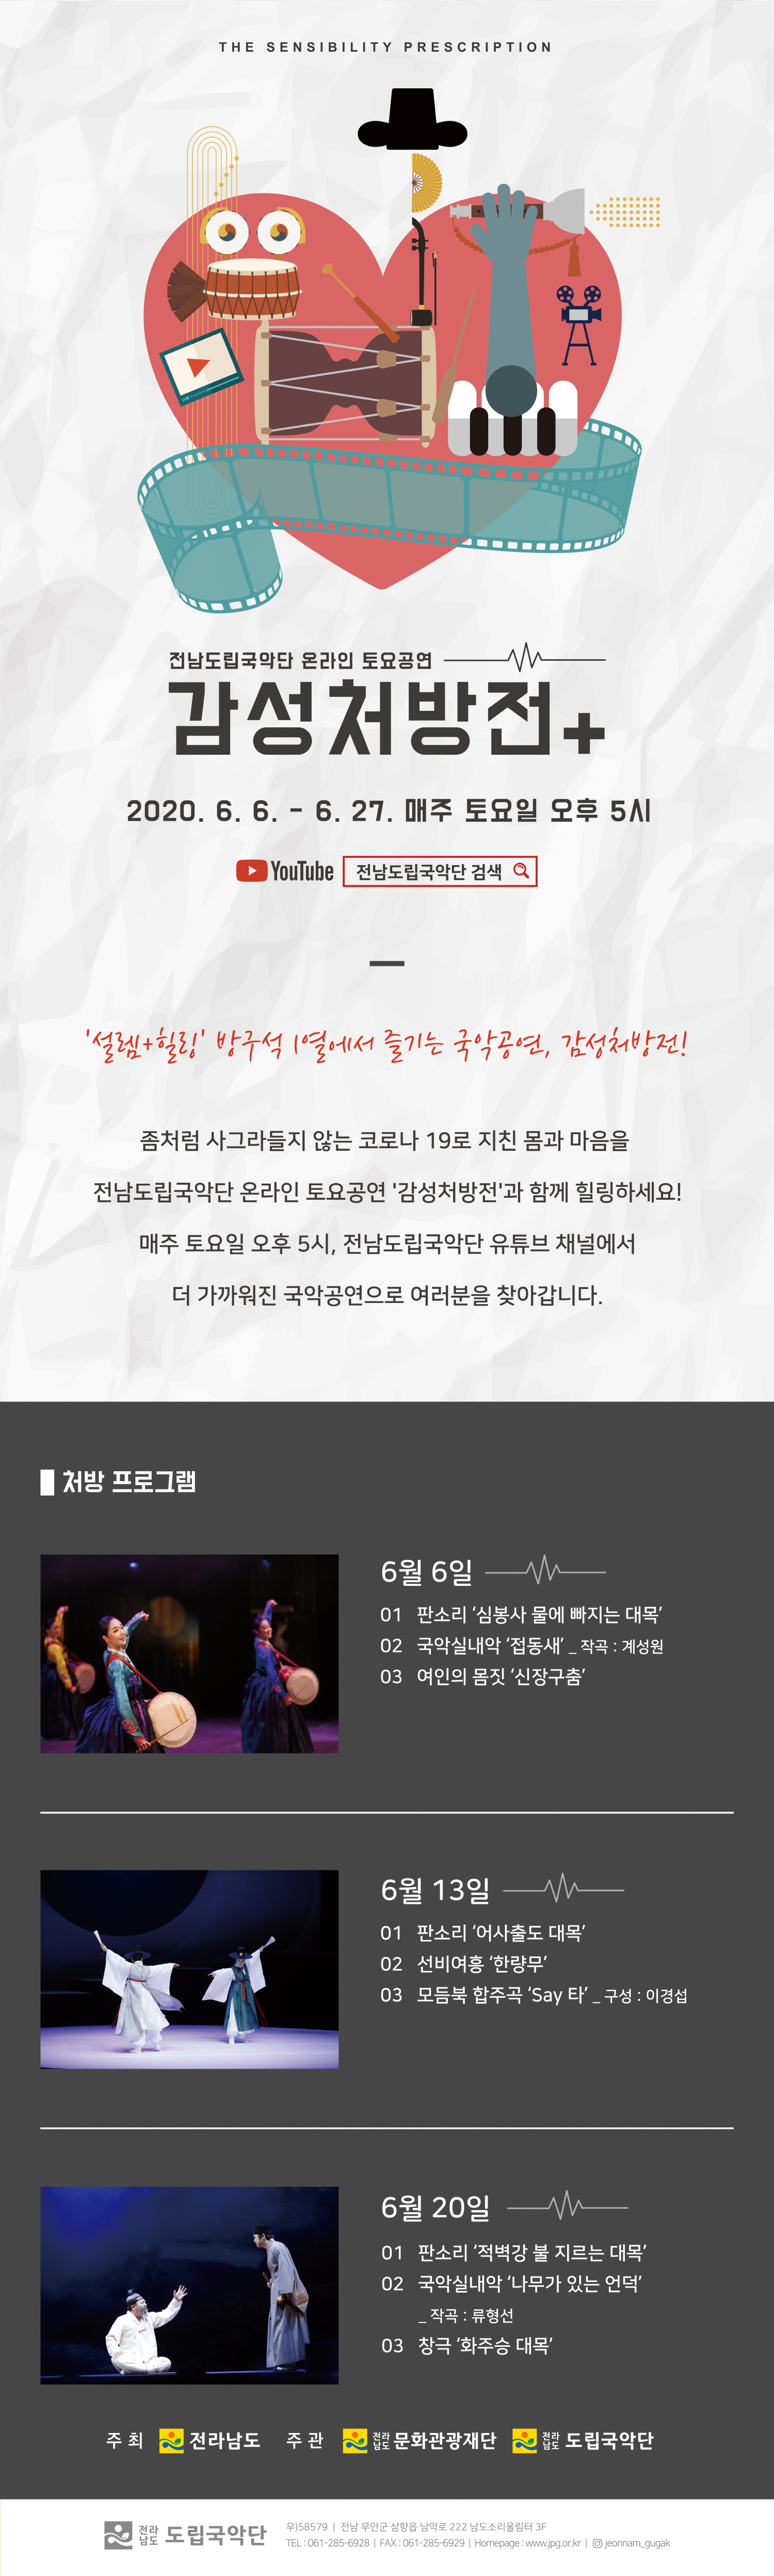 THE SENSIBILITY PRESCRIPTION
전남도립국악단 온라인 토요공연
감성처방전+
2020. 6. 6. - 6. 27. 매주 토요일 오후 5시
YouTube 전남도립국악단 검색
'설렘+힐링' 방구석 1열에서 즐기는 국악공연, 감성처방전!
좀처럼 사그라들지 않는 코로나 19로 지친 몸과 마음을
전남도립국악단 온라인 토요공연 '감성처방전'과 함께 힐링하세요!
매주 토요일 오후 5시, 전남도립국악단 유튜브 채널에서
더 가까워진 국악공연으로 여러분을 찾아갑니다.
처방 프로그램
6월 6일
01 판소리 ‘심봉사 물에 빠지는 대목’
02 국악실내악 ‘접동새’ _ 작곡 : 계성원
03 여인의 몸짓 ‘신장구춤’
6월 13일
01 판소리 ‘어사출도 대목’
02 선비여흥 ‘한량무’
03 모듬북 합주곡 ‘Say 타’ _ 구성 : 이경섭
6월 20일
01 판소리 ‘적벽강 불 지르는 대목’
02 국악실내악 ‘나무가 있는 언덕’
_ 작곡 : 류형선
03 창극 ‘화주승 대목’
주 최 전라남도 주 관 전라남도 문화관광재단 전라남도 도립국악단
전라남도 도립국악단
우)58579 | 전남 무안군 삼향읍 남악로 222 남도소리울림터 3F
TEL : 061-285-6928 | FAX : 061-285-6929 | Homepage : www.jpg.or.kr | jeonnam_gugak